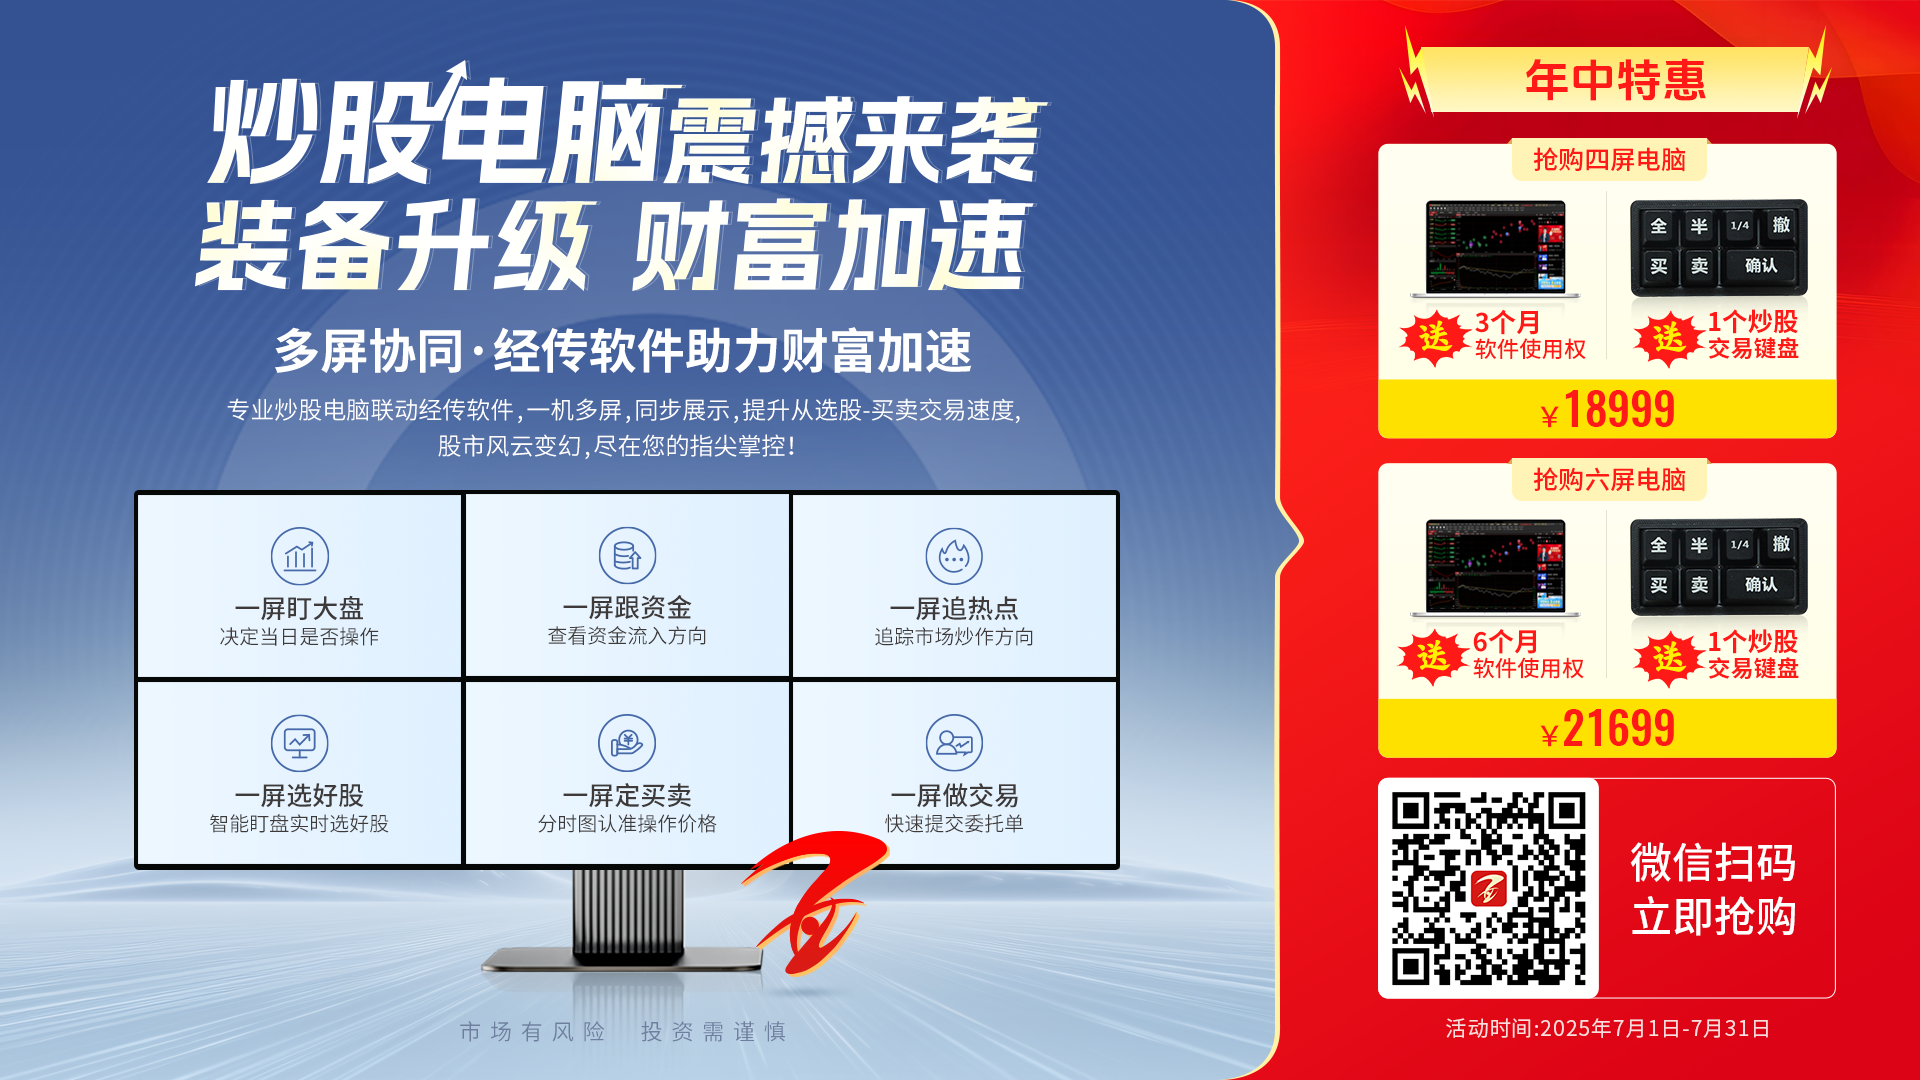 炒股电脑震撼来袭
装备升级 财富加速
多屏协同·经传软件助力财富加速
专业炒股电脑联动经传软件,一机多屏,同步展示,提升从选股-买卖交易速度,
股市风云变幻,尽在您的指尖掌控!
一屏盯大盘
决定当日是否操作
一屏跟资金
查看资金流入方向
一屏追热点
追踪市场炒作方向
一屏选好股
智能盯盘实时选好股
一屏定买卖
分时图认准操作价格
一屏做交易
快速提交委托单
市场有风险 投资需谨慎
年中特惠
抢购四屏电脑
全 半 1/4 撤
买 卖 确认
送 3个月
软件使用权
送 1个炒股
交易键盘
¥18999
抢购六屏电脑
全 半 1/4 撤
买 卖 确认
送 6个月
软件使用权
送 1个炒股
交易键盘
¥21699
微信扫码
立即抢购
活动时间:2025年7月1日-7月31日